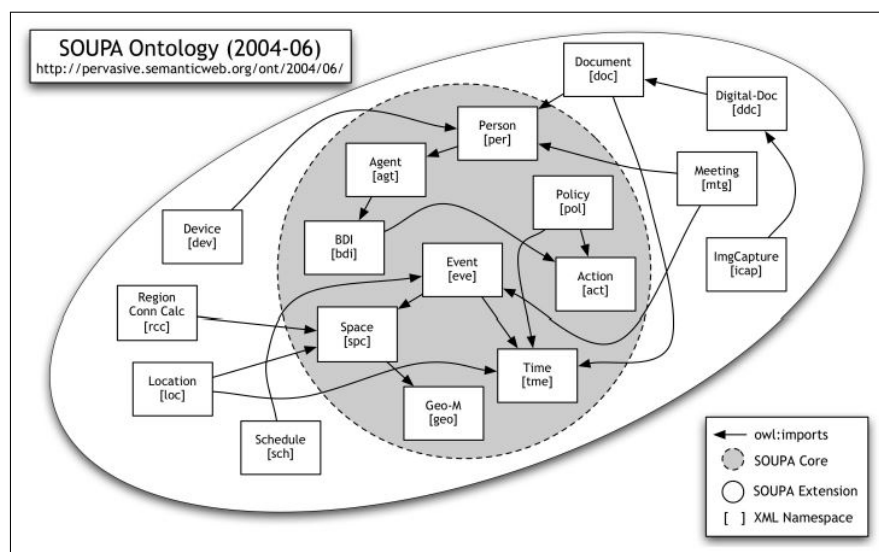 SOUPA Ontology (2004-06)
http://pervasive.semanticweb.org/ont/2004/06/
Document
[doc]
Digital-Doc
[ddc]
Person
[per]
Agent
[agt]
Meeting
[mtg]
Policy
[pol]
Device
[dev]
BDI
[bdi]
Event
[eve]
Action
[act]
ImgCapture
[icap]
Region
Conn Calc
[rcc]
Space
[spc]
Time
[tme]
Location
[loc]
Geo-M
[geo]
Schedule
[sch]
owl:imports
SOUPA Core
SOUPA Extension
[ ] XML Namespace